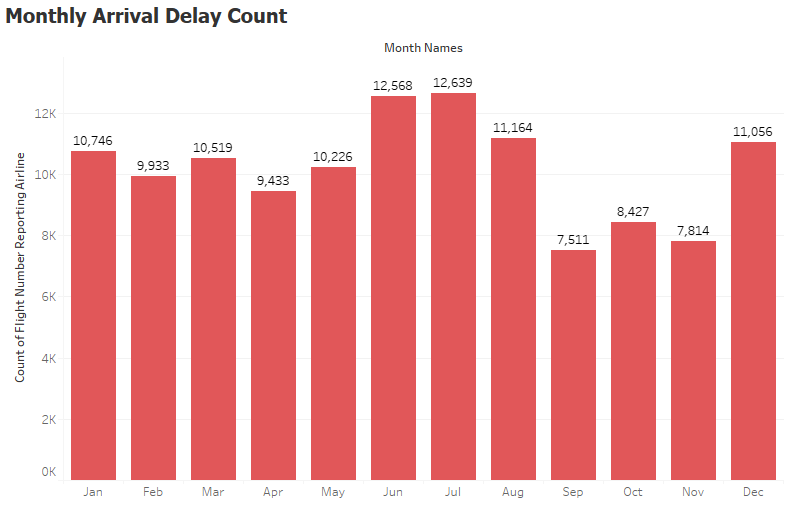 Monthly Arrival Delay Count
Month Names
Count of Flight Number Reporting Airline
12K
10K
8K
6K
4K
2K
0K
10,746
9,933
10,519
9,433
10,226
12,568
12,639
11,164
7,511
8,427
7,814
11,056
Jan Feb Mar Apr May Jun Jul Aug Sep Oct Nov Dec